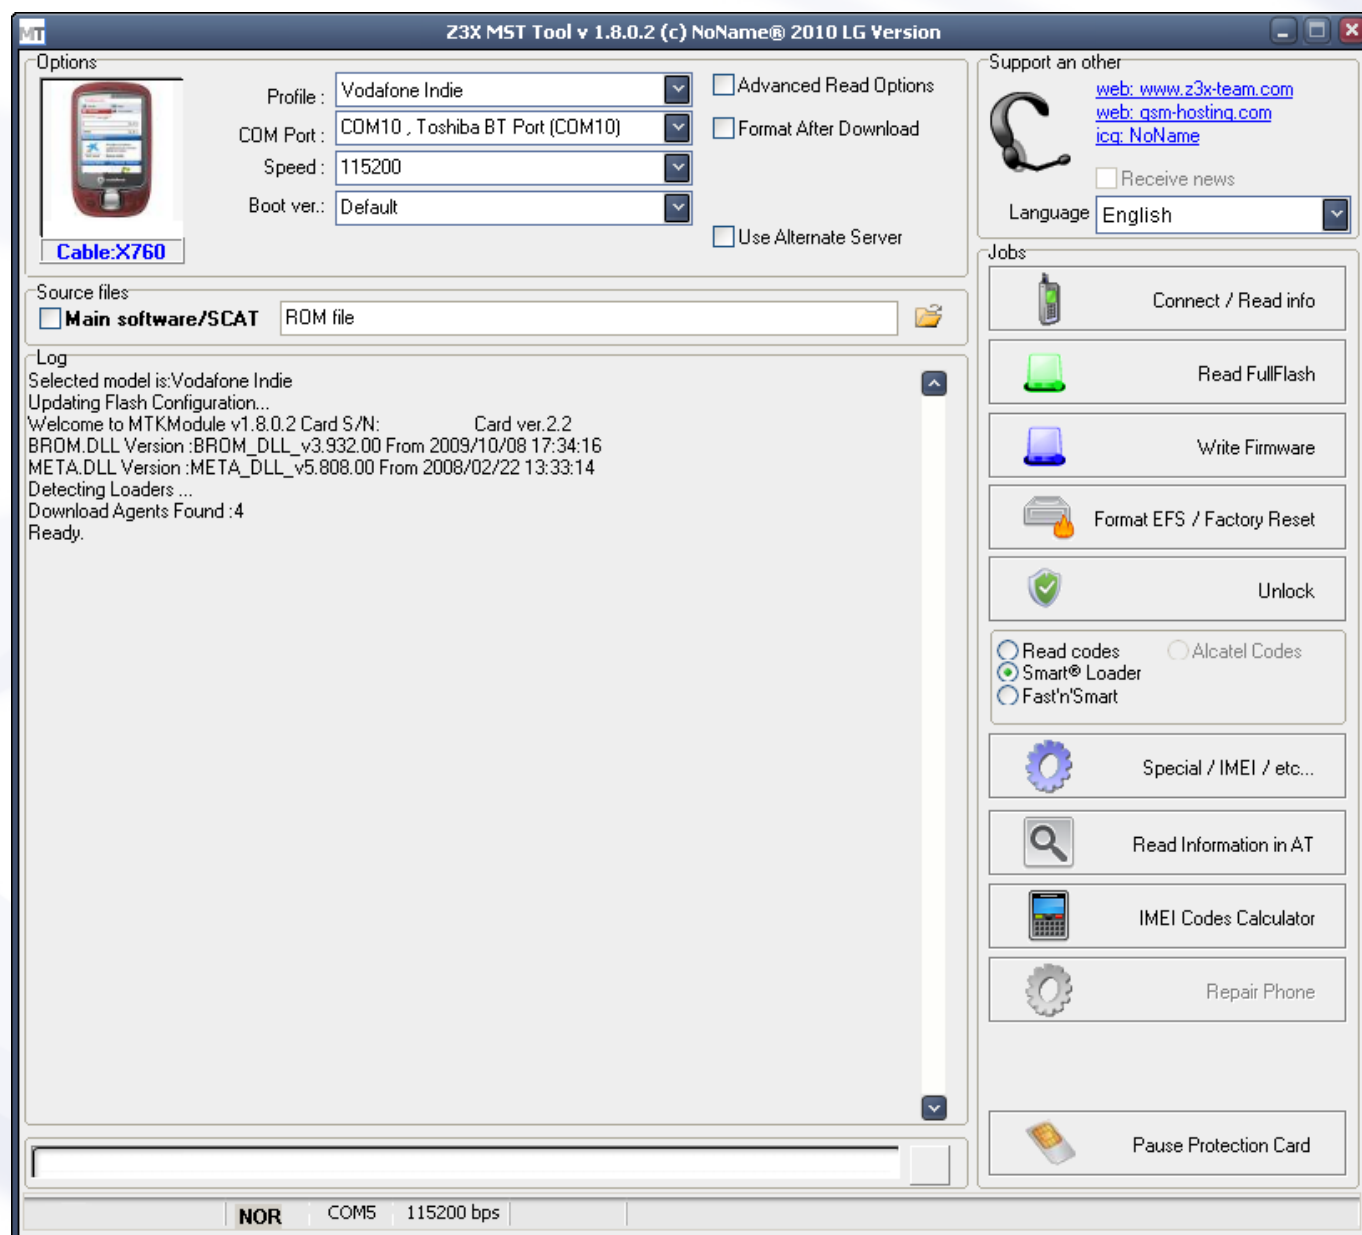 MT
Z3X MST Tool v 1.8.0.2 (c) NoName® 2010 LG Version
Options
Cable:X760
Profile :
Vodafone Indie
COM Port :
COM10 , Toshiba BT Port (COM10)
Speed :
115200
Boot ver.:
Default
Advanced Read Options
Format After Download
Use Alternate Server
Source files
Main software/SCAT
ROM file
Log
Selected model is:Vodafone Indie
Updating Flash Configuration...
Welcome to MTKModule v1.8.0.2 Card S/N: Card ver.2.2
BROM.DLL Version :BROM_DLL_v3.932.00 From 2009/10/08 17:34:16
META.DLL Version :META_DLL_v5.808.00 From 2008/02/22 13:33:14
Detecting Loaders ...
Download Agents Found :4
Ready.
NOR
COM5
115200 bps
Support an other
web: www.z3x-team.com
web: gsm-hosting.com
icq: NoName
Receive news
Language
English
Jobs
Connect / Read info
Read FullFlash
Write Firmware
Format EFS / Factory Reset
Unlock
Read codes
Alcatel Codes
Smart® Loader
Fast'n'Smart
Special / IMEI / etc...
Read Information in AT
IMEI Codes Calculator
Repair Phone
Pause Protection Card